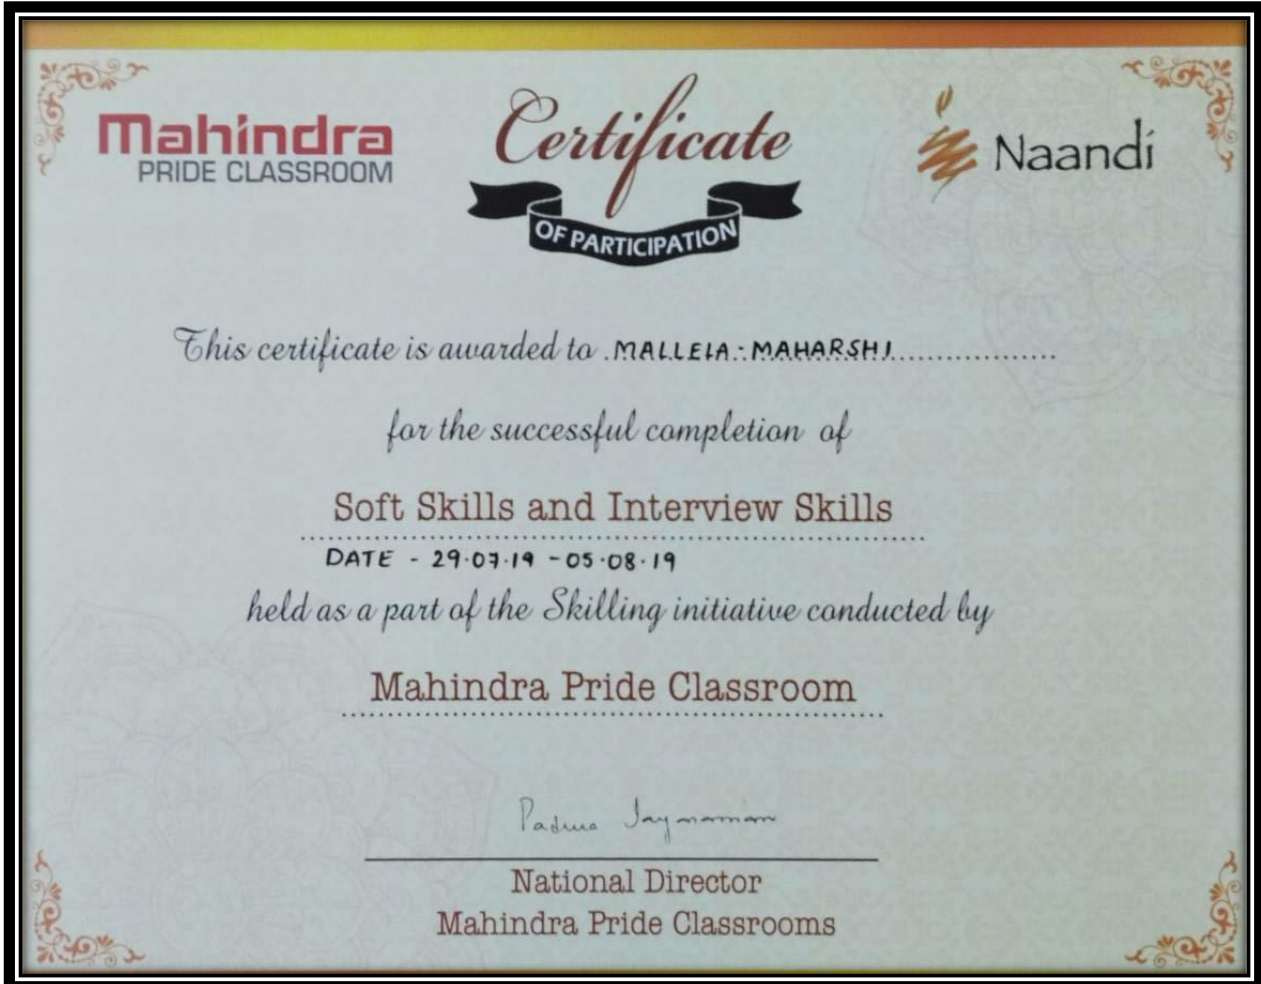 Mahindra
PRIDE CLASSROOM
Certificate
OF PARTICIPATION
Naandi
This certificate is awarded to MALLELA - MAHARSHI
for the successful completion of
Soft Skills and Interview Skills
DATE - 29.07.19 - 05.08.19
held as a part of the Skilling initiative conducted by
Mahindra Pride Classroom
Padma Jaynaman
National Director
Mahindra Pride Classrooms